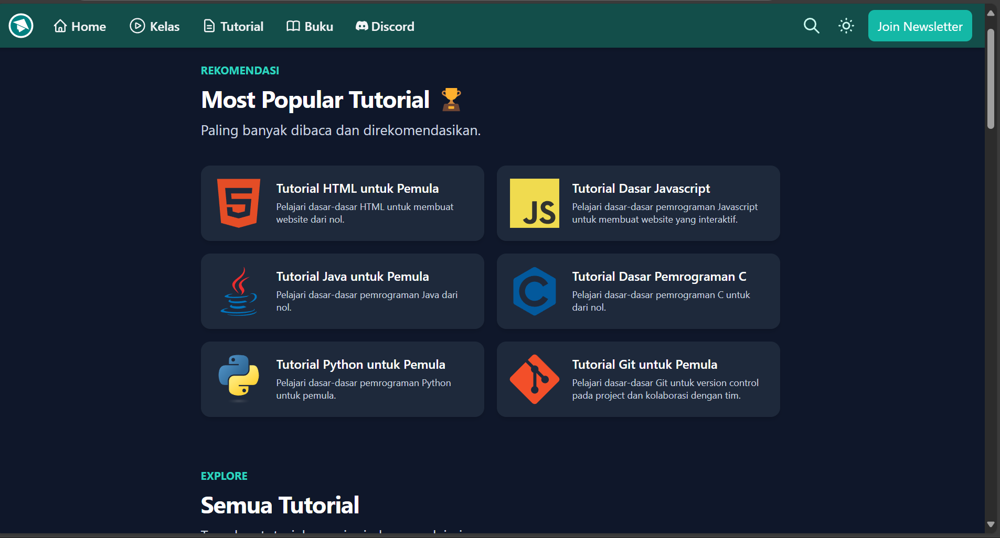 Home
Kelas
Tutorial
Buku
Discord
Join Newsletter
REKOMENDASI
Most Popular Tutorial
Paling banyak dibaca dan direkomendasikan.
Tutorial HTML untuk Pemula
Pelajari dasar-dasar HTML untuk membuat
website dari nol.
JS
Tutorial Dasar Javascript
Pelajari dasar-dasar pemrograman Javascript
untuk membuat website yang interaktif.
Tutorial Java untuk Pemula
Pelajari dasar-dasar pemrograman Java dari
nol.
C
Tutorial Dasar Pemrograman C
Pelajari dasar-dasar pemrograman C untuk
dari nol.
Tutorial Python untuk Pemula
Pelajari dasar-dasar pemrograman Python
untuk pemula.
Tutorial Git untuk Pemula
Pelajari dasar-dasar Git untuk version control
pada project dan kolaborasi dengan tim.
EXPLORE
Semua Tutorial